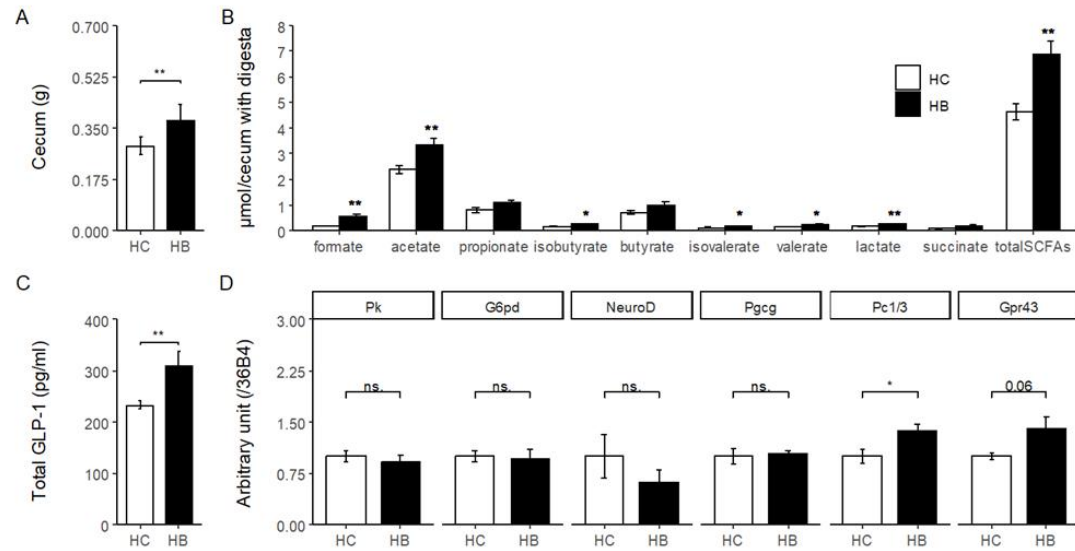 A
Cecum (g)
0.700
0.525
0.350
0.175
0.000
**
HC HB
B
µmol/cecum with digesta
8
7
6
5
4
3
2
1
0
HC
HB
** ** * * * ** **
formate acetate propionate isobutyrate butyrate isovalerate valerate lactate succinate totalSCFAs
C
Total GLP-1 (pg/ml)
400
300
200
100
0
**
HC HB
D
Arbitrary unit (/36B4)
3.00
2.25
1.50
0.75
0.00
Pk G6pd NeuroD Pgcg Pc1/3 Gpr43
ns. ns. ns. ns. * 0.06
HC HB HC HB HC HB HC HB HC HB HC HB